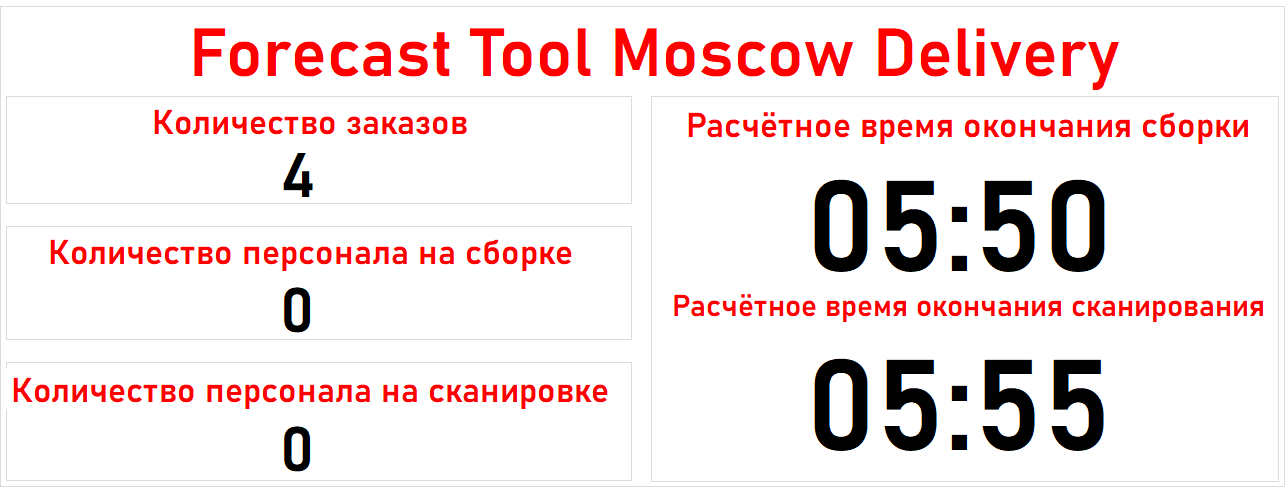 Forecast Tool Moscow Delivery
Количество заказов
4
Количество персонала на сборке
0
Количество персонала на сканировке
0
Расчётное время окончания сборки
05:50
Расчётное время окончания сканирования
05:55